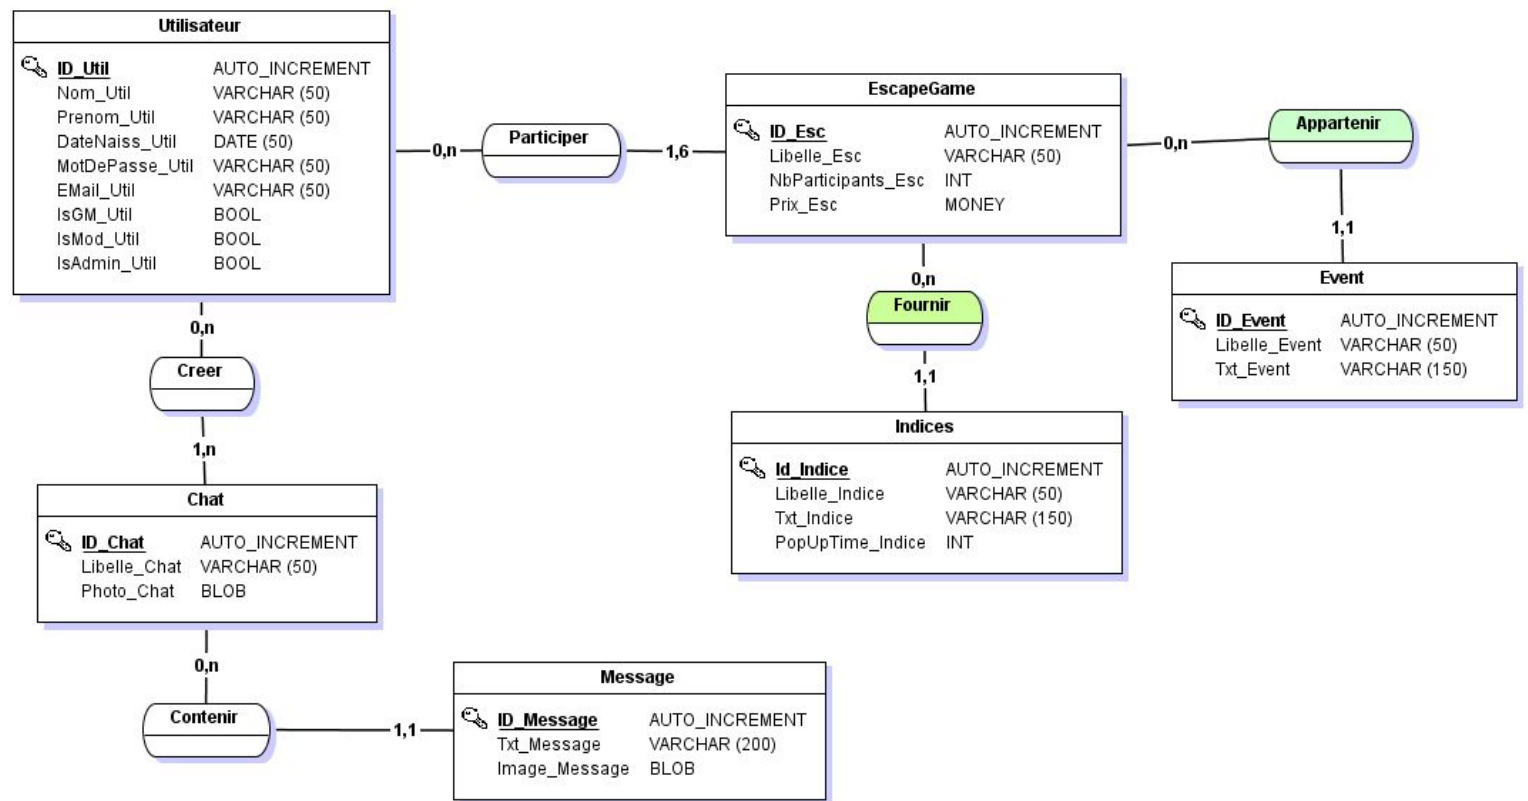 Utilisateur
ID_Util AUTO_INCREMENT
Nom_Util VARCHAR (50)
Prenom_Util VARCHAR (50)
DateNaiss_Util DATE (50)
MotDePasse_Util VARCHAR (50)
EMail_Util VARCHAR (50)
IsGM_Util BOOL
IsMod_Util BOOL
IsAdmin_Util BOOL
0,n
Participer
1,6
EscapeGame
ID_Esc AUTO_INCREMENT
Libelle_Esc VARCHAR (50)
NbParticipants_Esc INT
Prix_Esc MONEY
0,n
Appartenir
1,1
Event
ID_Event AUTO_INCREMENT
Libelle_Event VARCHAR (50)
Txt_Event VARCHAR (150)
0,n
Fournir
1,1
Indices
Id_Indice AUTO_INCREMENT
Libelle_Indice VARCHAR (50)
Txt_Indice VARCHAR (150)
PopUpTime_Indice INT
0,n
Creer
1,n
Chat
ID_Chat AUTO_INCREMENT
Libelle_Chat VARCHAR (50)
Photo_Chat BLOB
0,n
Contenir
1,1
Message
ID_Message AUTO_INCREMENT
Txt_Message VARCHAR (200)
Image_Message BLOB